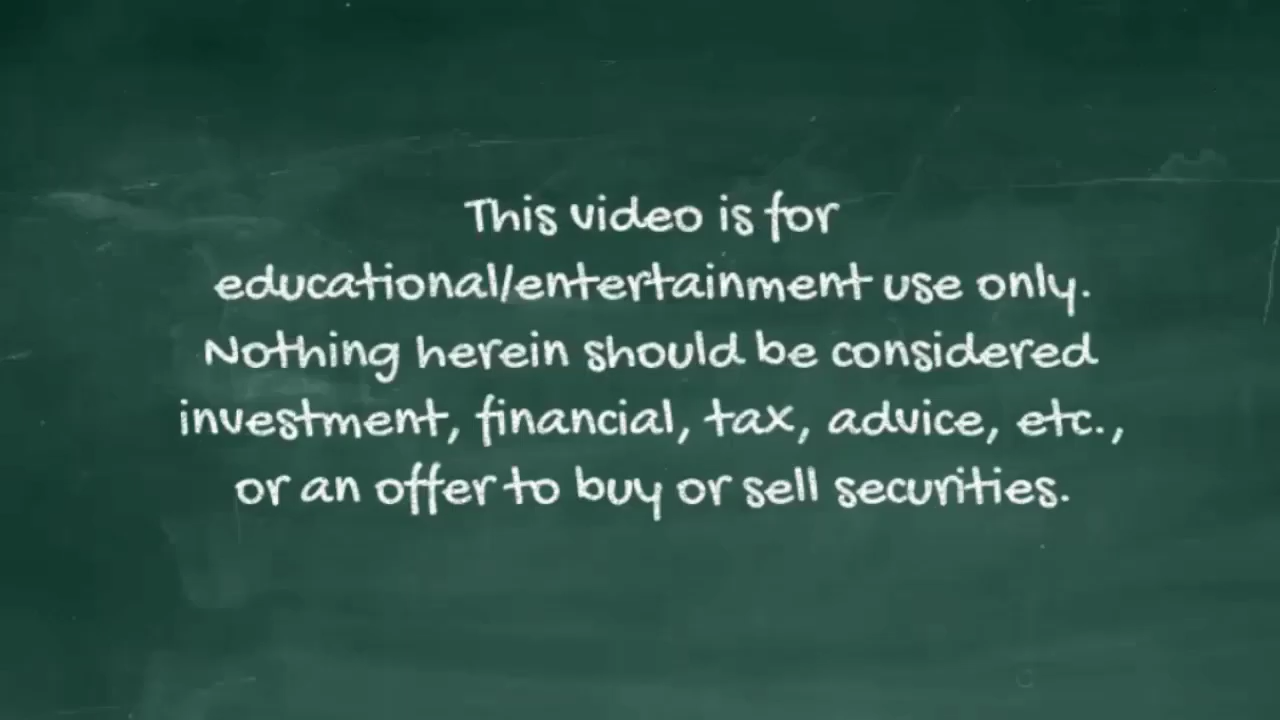 This video is for
educational/entertainment use only.
Nothing herein should be considered
investment, financial, tax, advice, etc.,
or an offer to buy or sell securities.